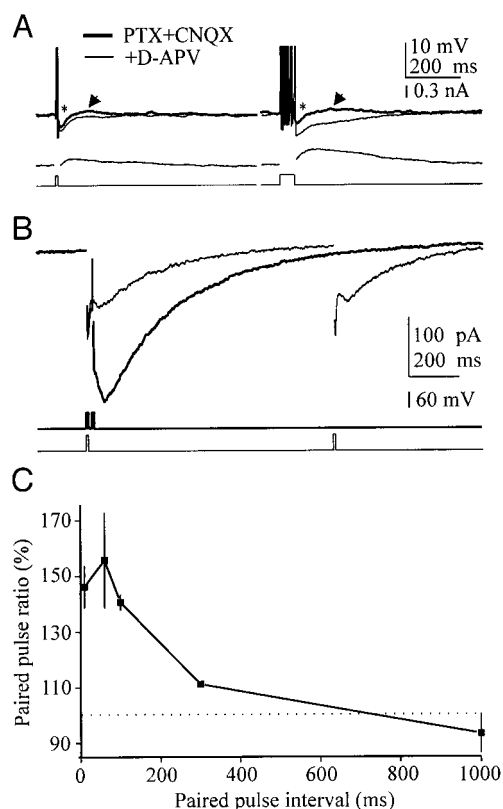 A
PTX+CNQX
+D-APV
10 mV
200 ms
0.3 nA
*
*
B
100 pA
200 ms
60 mV
C
Paired pulse ratio (%)
170
150
130
110
90
0 200 400 600 800 1000
Paired pulse interval (ms)